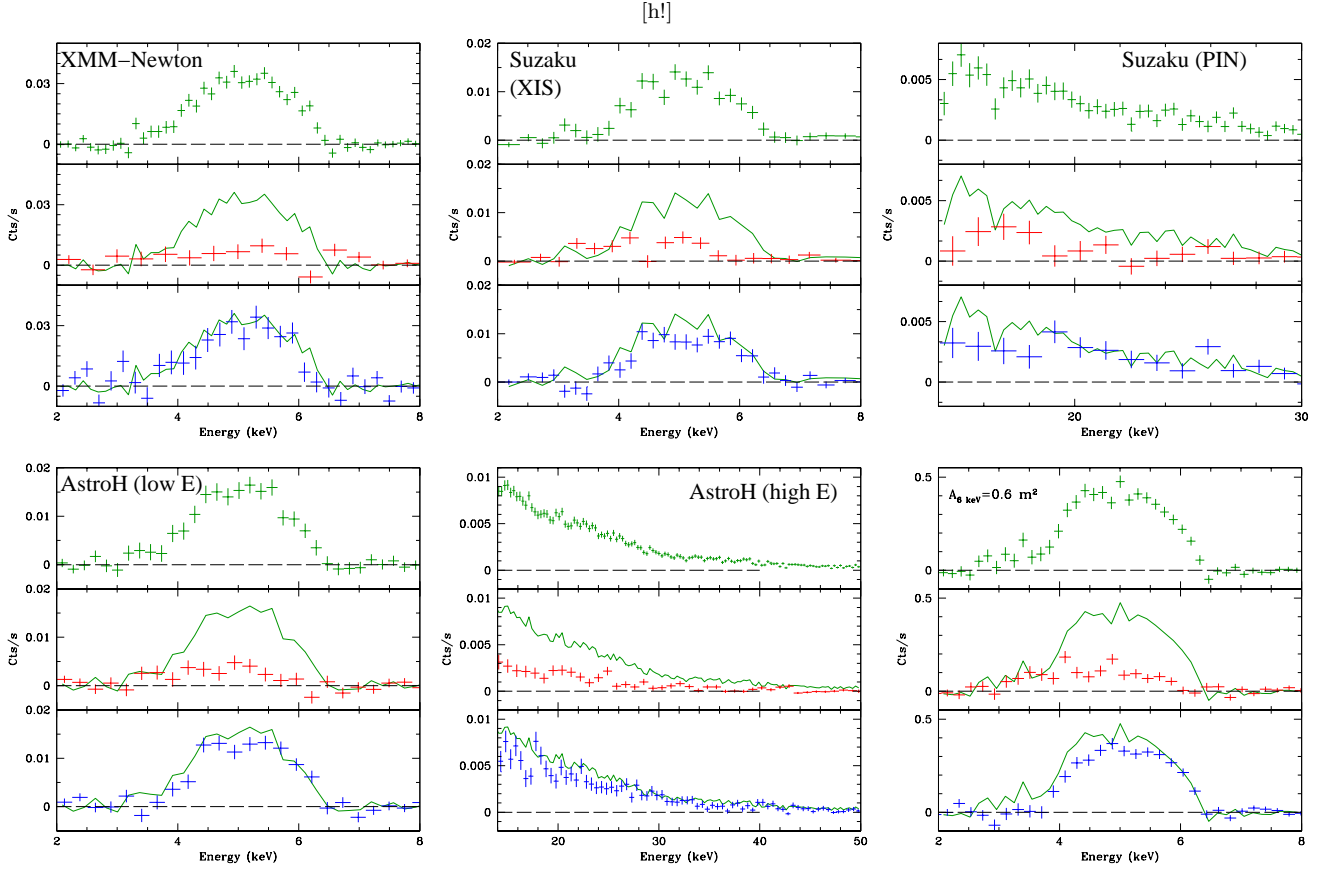 [h!]
XMM−Newton
0.03
0
0.03
0
0.03
0
Cts/s
2 4 6 8
Energy (keV)
Suzaku
(XIS)
0.02
0.01
0
0.02
0.01
0
0.02
0.01
0
Cts/s
2 4 6 8
Energy (keV)
Suzaku (PIN)
0.005
0
0.005
0
0.005
0
Cts/s
20 30
Energy (keV)
AstroH (low E)
0.02
0.01
0
0.02
0.01
0
0.02
0.01
0
Cts/s
2 4 6 8
Energy (keV)
AstroH (high E)
0.01
0.005
0
0.01
0.005
0
0.01
0.005
0
Cts/s
20 30 40 50
Energy (keV)
A6 keV=0.6 m²
0.5
0
0.5
0
0.5
0
Cts/s
2 4 6 8
Energy (keV)